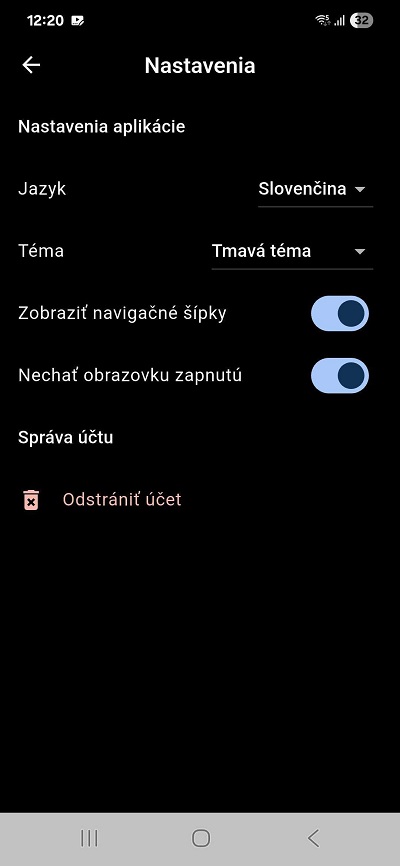 12:20
32
Nastavenia
Nastavenia aplikácie
Jazyk Slovenčina
Téma Tmavá téma
Zobraziť navigačné šípky
Nechať obrazovku zapnutú
Správa účtu
Odstrániť účet